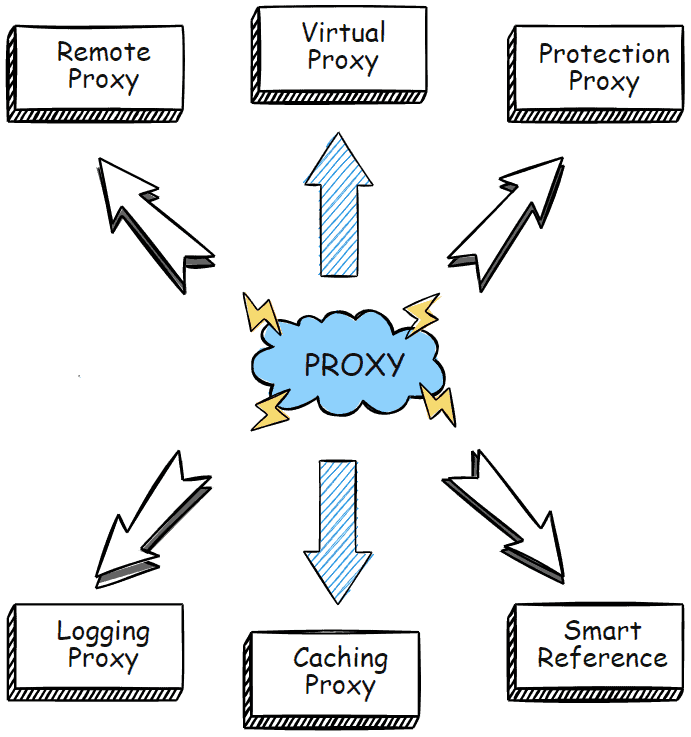 Remote
Proxy
Virtual
Proxy
Protection
Proxy
PROXY
Logging
Proxy
Caching
Proxy
Smart
Reference